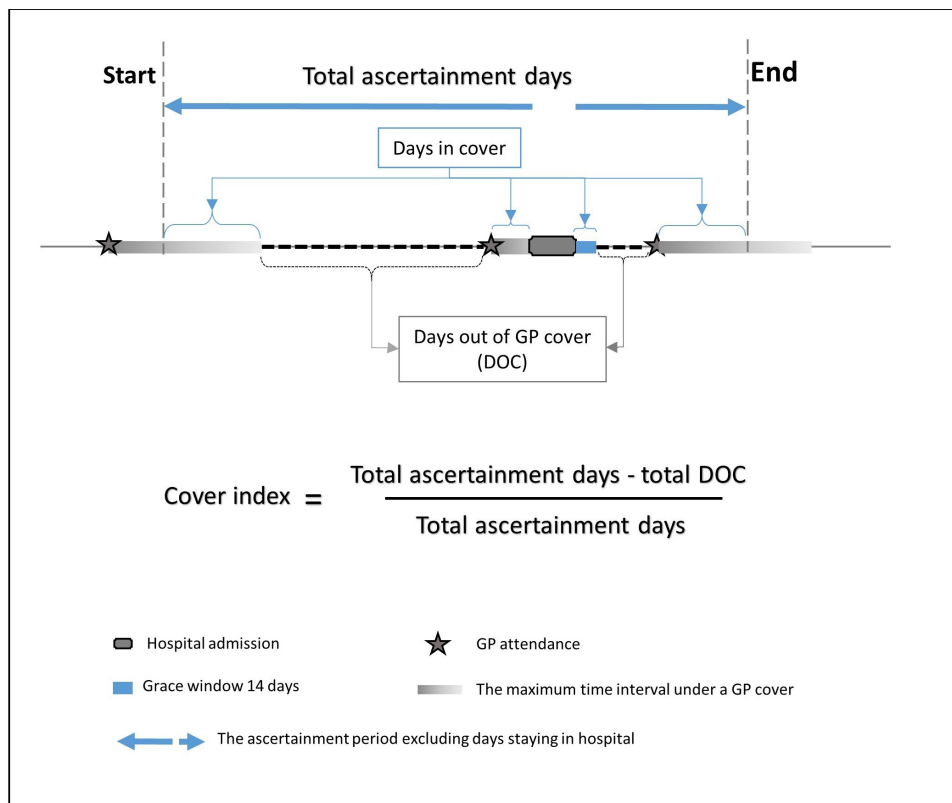 Start
Total ascertainment days
End
Days in cover
Days out of GP cover
(DOC)
Cover index = Total ascertainment days - total DOC
Total ascertainment days
Hospital admission
GP attendance
Grace window 14 days
The maximum time interval under a GP cover
The ascertainment period excluding days staying in hospital